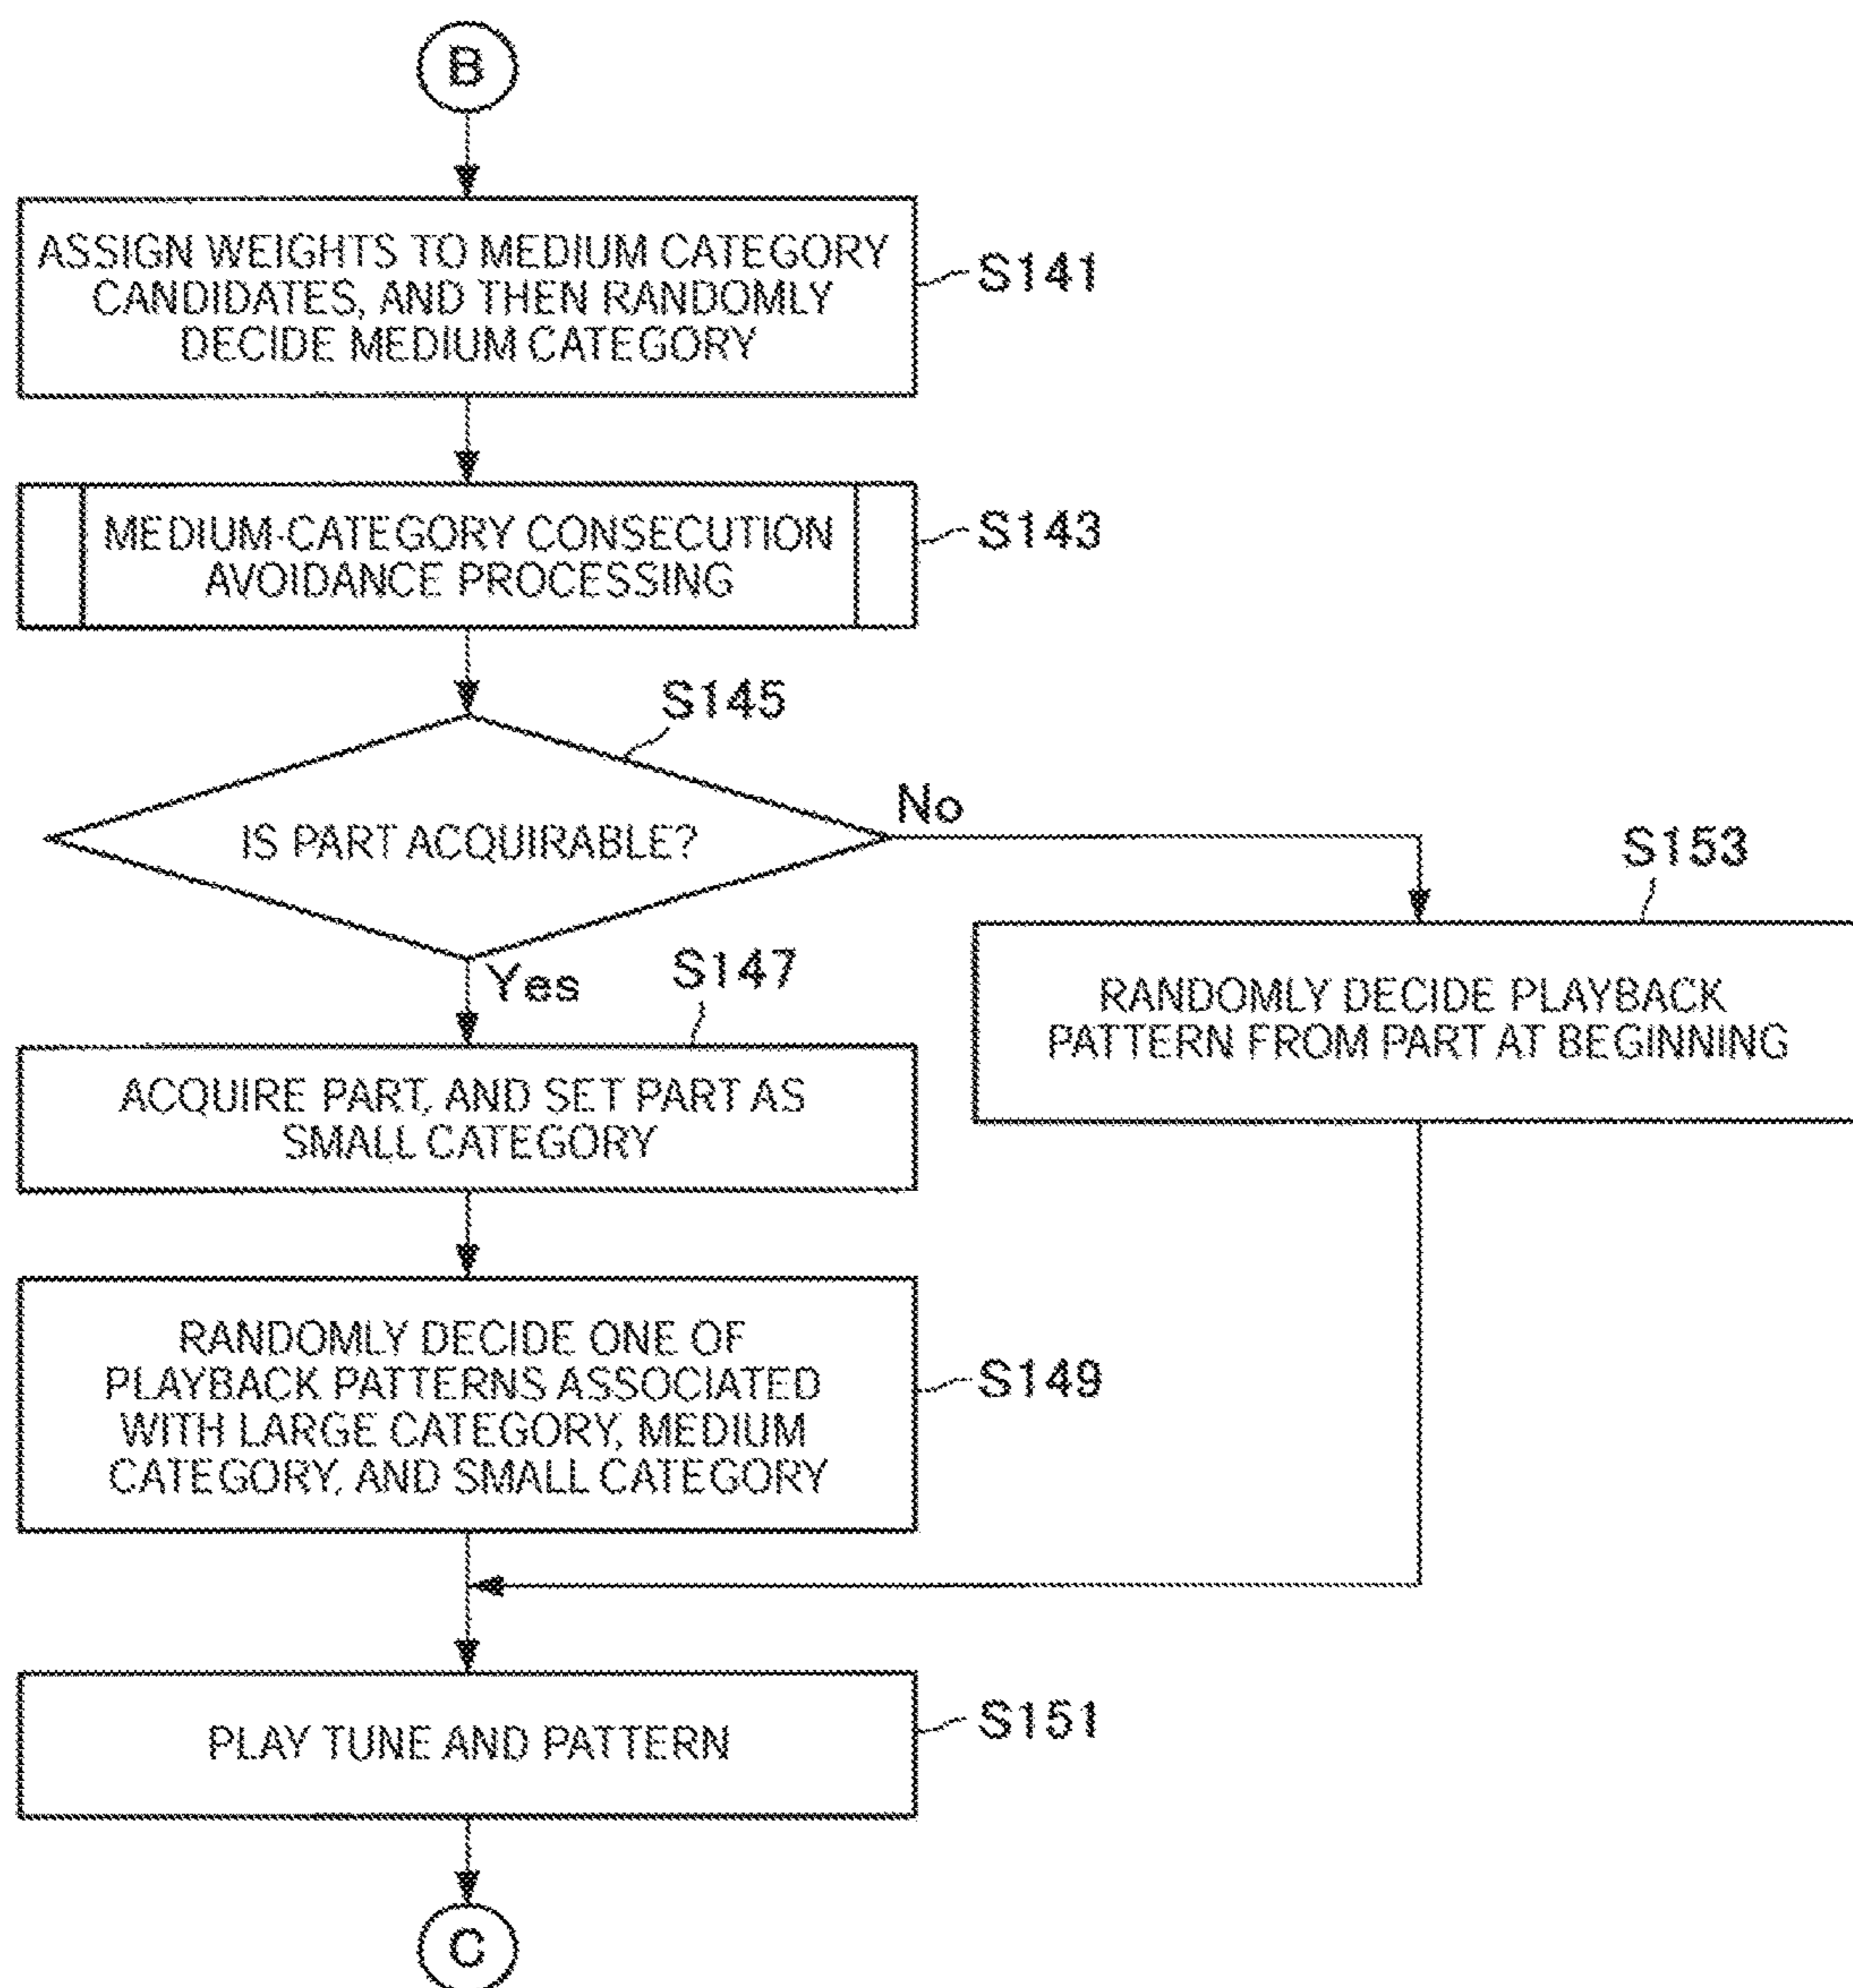 B
ASSIGN WEIGHTS TO MEDIUM CATEGORY
CANDIDATES, AND THEN RANDOMLY
DECIDE MEDIUM CATEGORY
S141
MEDIUM-CATEGORY CONSECUTION
AVOIDANCE PROCESSING
S143
S145
IS PART ACQUIRABLE?
No
Yes
S147
S153
RANDOMLY DECIDE PLAYBACK
PATTERN FROM PART AT BEGINNING
ACQUIRE PART, AND SET PART AS
SMALL CATEGORY
RANDOMLY DECIDE ONE OF
PLAYBACK PATTERNS ASSOCIATED
WITH LARGE CATEGORY, MEDIUM
CATEGORY, AND SMALL CATEGORY
S149
PLAY TUNE AND PATTERN
S151
C